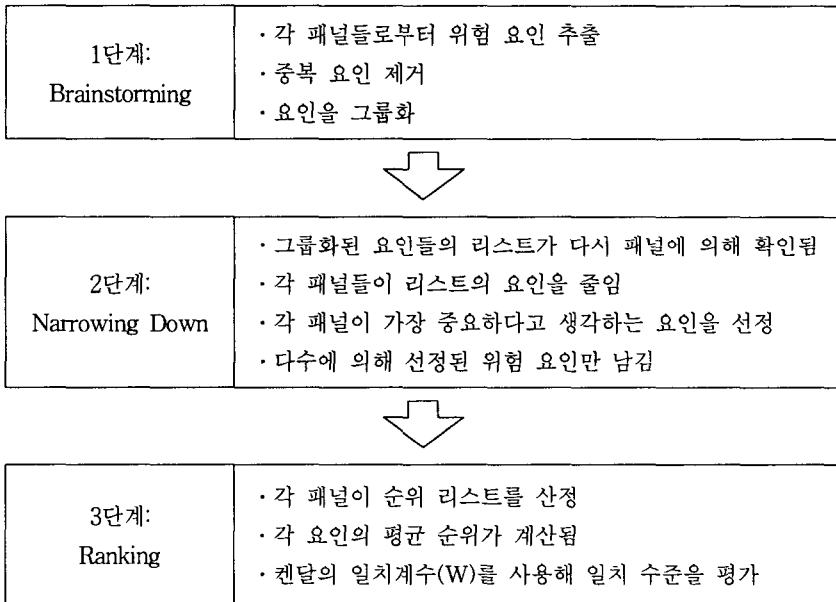 1단계:
Brainstorming
· 각 패널들로부터 위험 요인 추출
· 중복 요인 제거
· 요인을 그룹화
2단계:
Narrowing Down
· 그룹화된 요인들의 리스트가 다시 패널에 의해 확인됨
· 각 패널들이 리스트의 요인을 줄임
· 각 패널이 가장 중요하다고 생각하는 요인을 선정
· 다수에 의해 선정된 위험 요인만 남김
3단계:
Ranking
· 각 패널이 순위 리스트를 산정
· 각 요인의 평균 순위가 계산됨
· 켄달의 일치계수(W)를 사용해 일치 수준을 평가